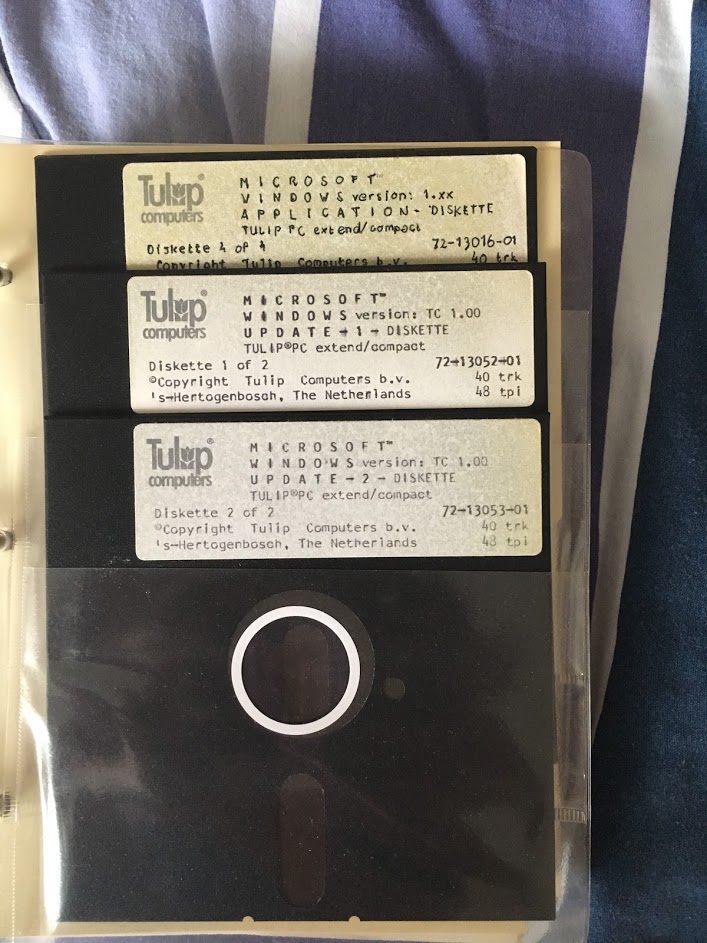 Tulip®
computers
MICROSOFT™
WINDOWS version: 1.xx
APPLICATION- DISKETTE
TULIP PC extend/compact
Diskette 4 of 4 72-13016-01
Copyright Tulip Computers b.v. 40 trk
Tulip®
computers
MICROSOFT™
WINDOWS version: TC 1.00
UPDATE-1-DISKETTE
TULIP®PC extend/compact
Diskette 1 of 2 72-13052-01
©Copyright Tulip Computers b.v. 40 trk
's-Hertogenbosch, The Netherlands 48 tpi
Tulip®
computers
MICROSOFT™
WINDOWS version: TC 1.00
UPDATE-2-DISKETTE
TULIP®PC extend/compact
Diskette 2 of 2 72-13053-01
©Copyright Tulip Computers b.v. 40 trk
's-Hertogenbosch, The Netherlands 48 tpi